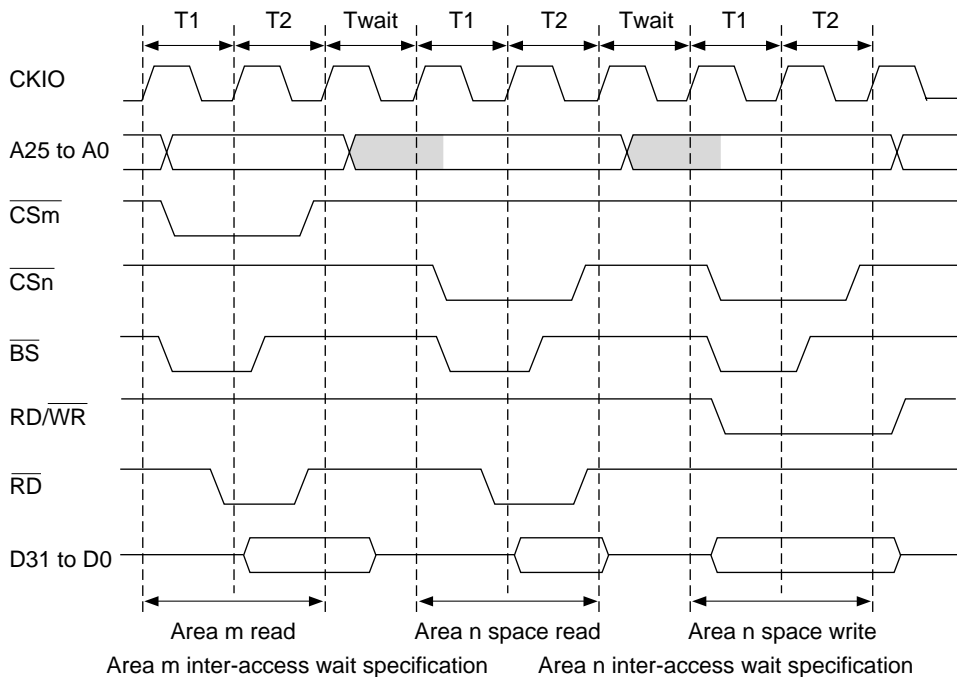 T1 T2 Twait T1 T2 Twait T1 T2
CKIO
A25 to A0
CSm
CSn
BS
RD/WR
RD
D31 to D0
Area m read Area n space read Area n space write
Area m inter-access wait specification Area n inter-access wait specification